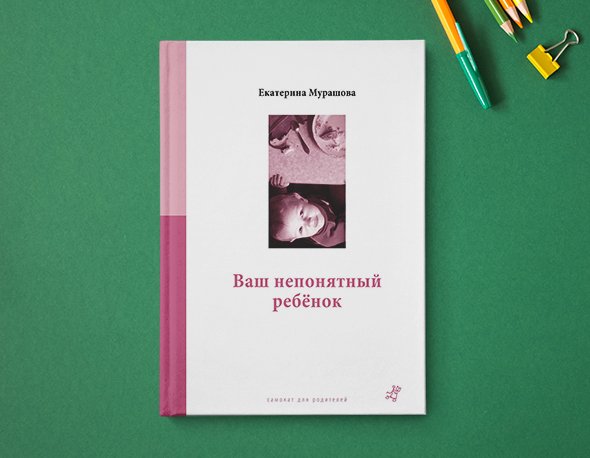 Екатерина Мурашова
Ваш непонятный
ребёнок
самокат для родителей